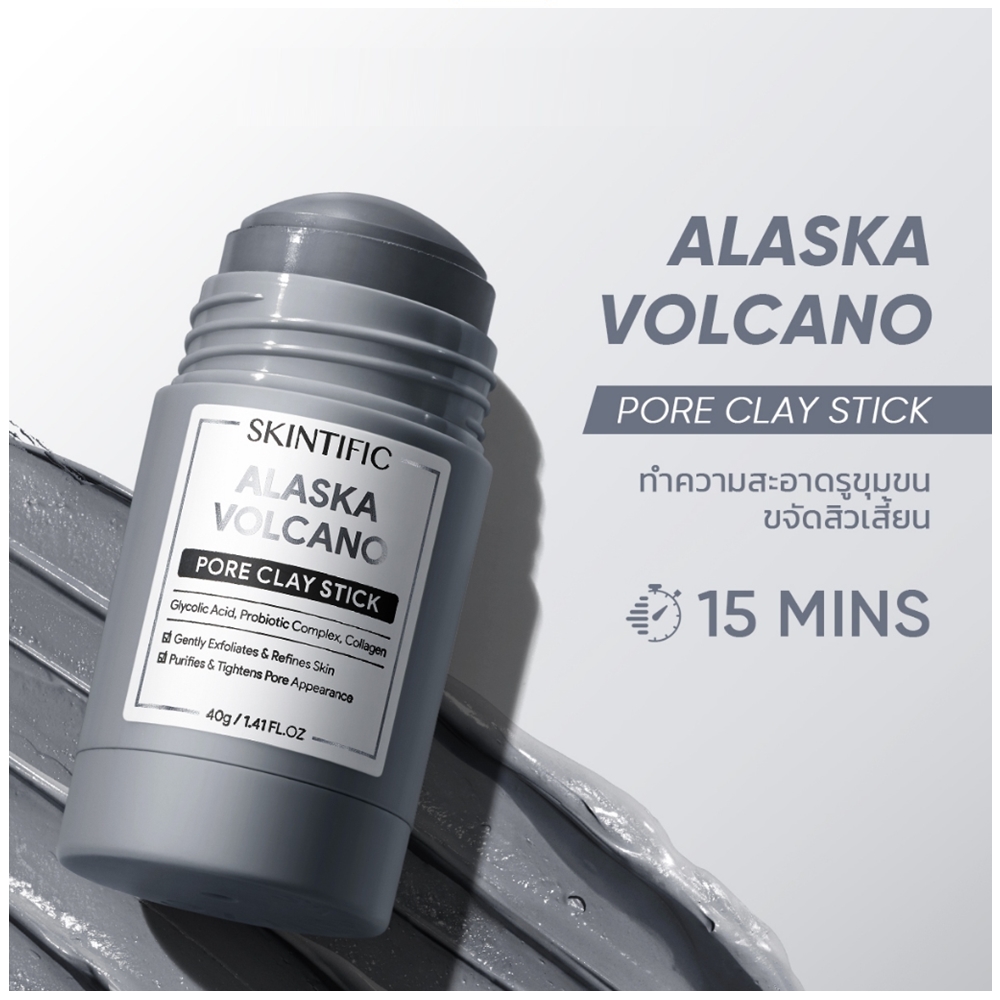 SKINTIFIC
ALASKA
VOLCANO
PORE CLAY STICK
Glycolic Acid, Probiotic Complex, Collagen
Gently Exfoliates & Refines Skin
Purifies & Tightens Pore Appearance
40g / 1.41 FL.OZ
ALASKA
VOLCANO
PORE CLAY STICK
ทำความสะอาดรูขุมขน
ขจัดสิวเสี้ยน
15 MINS